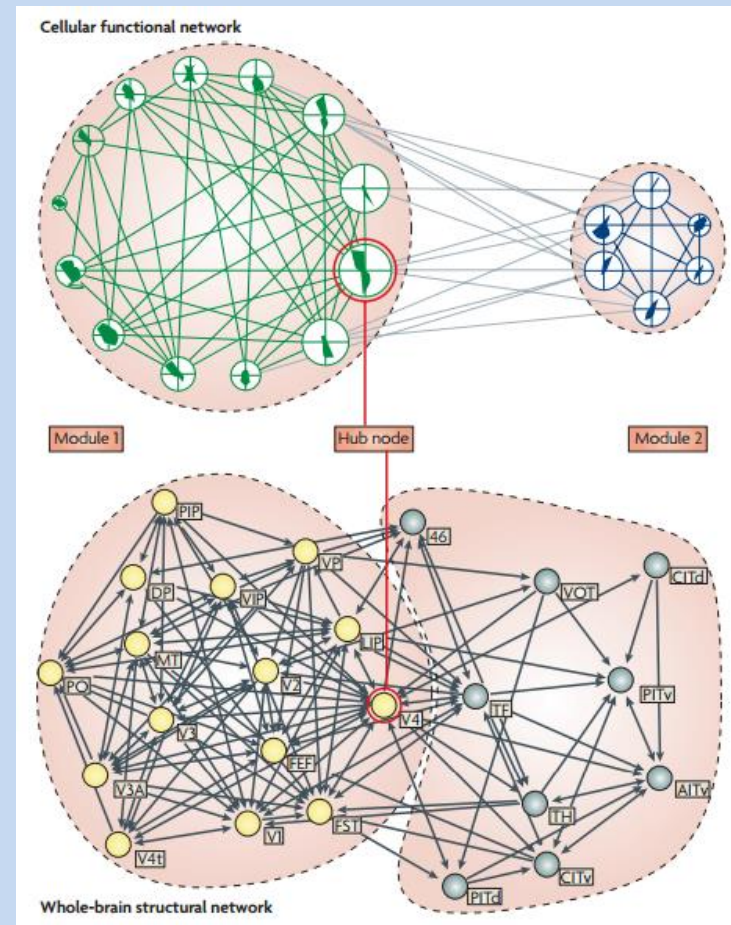 Cellular functional network
Module 1
Hub node
Module 2
PIP
46
VP
VOT
CITd
DP
VIP
LIP
MT
PO
V2
PITv
V4
TF
V3
FEF
V3A
AITv
V1
FST
TH
V4t
CITv
PITd
Whole-brain structural network